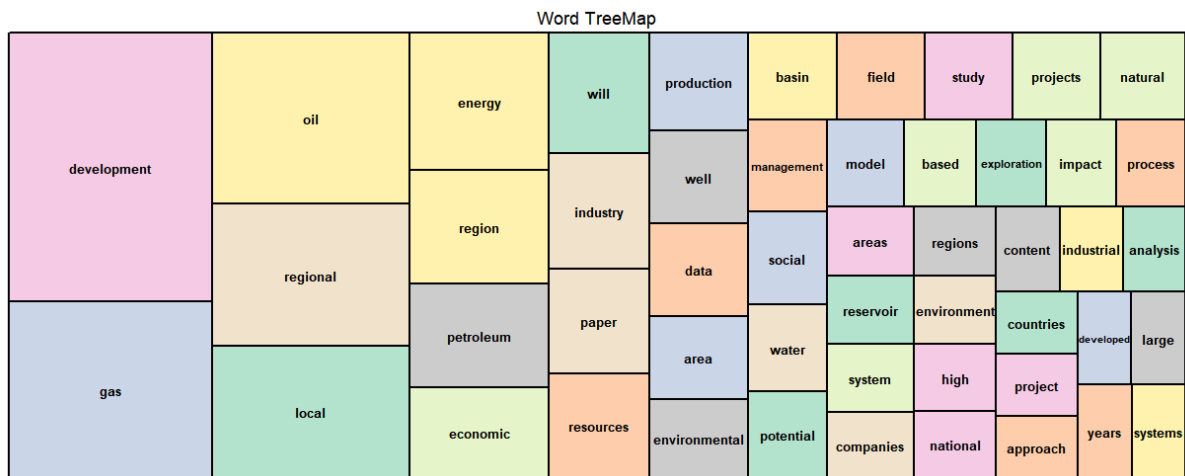 Word TreeMap
development
gas
oil
regional
local
energy
region
petroleum
economic
will
industry
paper
resources
production
well
data
area
environmental
basin
field
study
projects
natural
management
model
based
exploration
impact
process
social
water
potential
areas
regions
content
industrial
analysis
reservoir
environment
countries
developed
large
system
high
project
companies
national
approach
years
systems